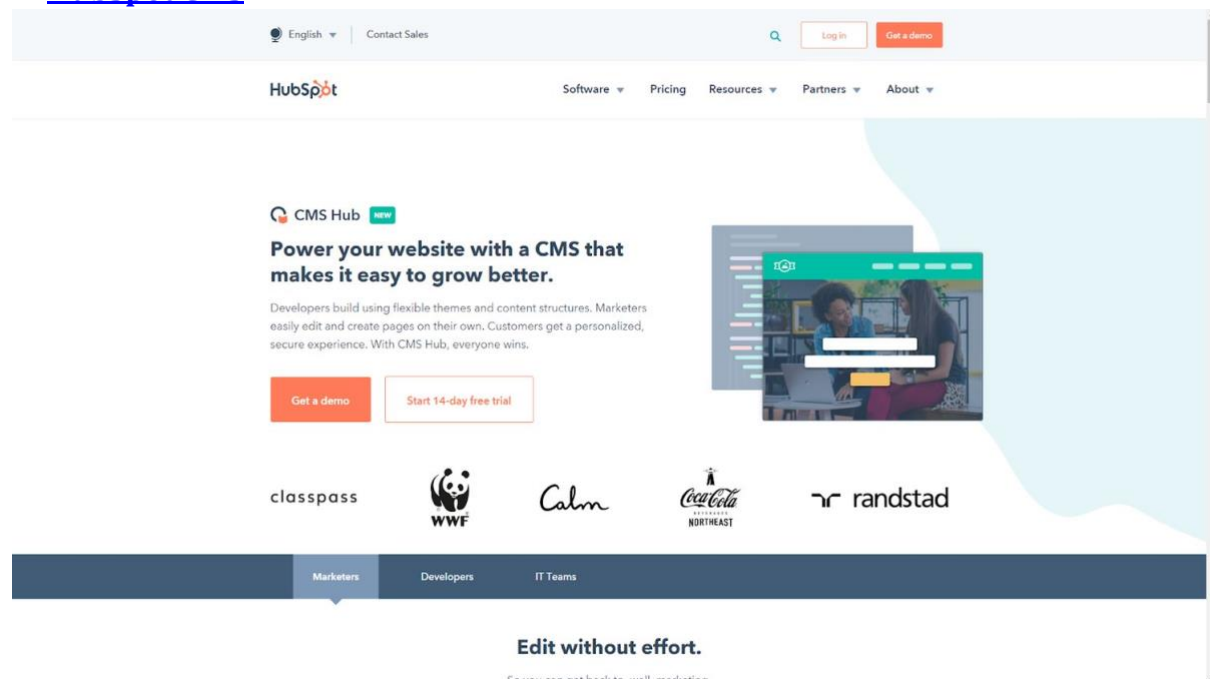 English
Contact Sales
Log in
Get a demo
HubSpot
Software
Pricing
Resources
Partners
About
CMS Hub NEW
Power your website with a CMS that
makes it easy to grow better.
Developers build using flexible themes and content structures. Marketers
easily edit and create pages on their own. Customers get a personalized,
secure experience. With CMS Hub, everyone wins.
Get a demo
Start 14-day free trial
classpass
WWF
Calm
Coca-Cola
BEVERAGES
NORTHEAST
randstad
Marketers
Developers
IT Teams
Edit without effort.